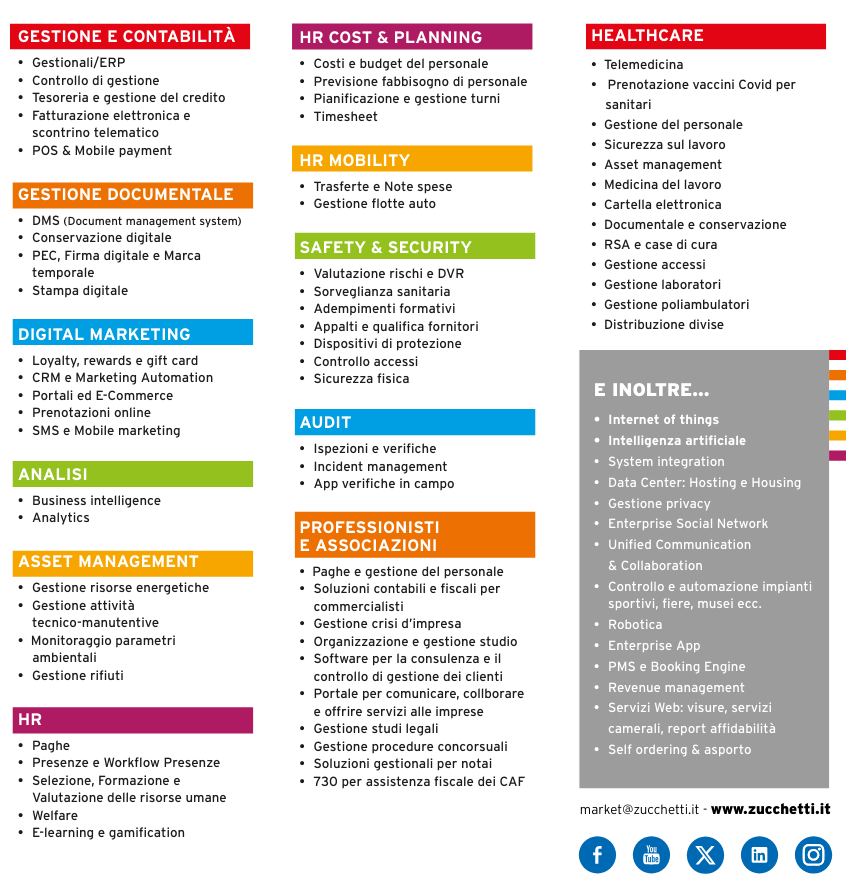 GESTIONE E CONTABILITÀ
• Gestionali/ERP
• Controllo di gestione
• Tesoreria e gestione del credito
• Fatturazione elettronica e
scontrino telematico
• POS & Mobile payment
GESTIONE DOCUMENTALE
• DMS (Document management system)
• Conservazione digitale
• PEC, Firma digitale e Marca
temporale
• Stampa digitale
DIGITAL MARKETING
• Loyalty, rewards e gift card
• CRM e Marketing Automation
• Portali ed E-Commerce
• Prenotazioni online
• SMS e Mobile marketing
ANALISI
• Business intelligence
• Analytics
ASSET MANAGEMENT
• Gestione risorse energetiche
• Gestione attività
tecnico-manutentive
• Monitoraggio parametri
ambientali
• Gestione rifiuti
HR
• Paghe
• Presenze e Workflow Presenze
• Selezione, Formazione e
Valutazione delle risorse umane
• Welfare
• E-learning e gamification
HR COST & PLANNING
• Costi e budget del personale
• Previsione fabbisogno di personale
• Pianificazione e gestione turni
• Timesheet
HR MOBILITY
• Trasferte e Note spese
• Gestione flotte auto
SAFETY & SECURITY
• Valutazione rischi e DVR
• Sorveglianza sanitaria
• Adempimenti formativi
• Appalti e qualifica fornitori
• Dispositivi di protezione
• Controllo accessi
• Sicurezza fisica
AUDIT
• Ispezioni e verifiche
• Incident management
• App verifiche in campo
PROFESSIONISTI
E ASSOCIAZIONI
• Paghe e gestione del personale
• Soluzioni contabili e fiscali per
commercialisti
• Gestione crisi d'impresa
• Organizzazione e gestione studio
• Software per la consulenza e il
controllo di gestione dei clienti
• Portale per comunicare, collborare
e offrire servizi alle imprese
• Gestione studi legali
• Gestione procedure concorsuali
• Soluzioni gestionali per notai
• 730 per assistenza fiscale dei CAF
HEALTHCARE
• Telemedicina
• Prenotazione vaccini Covid per
sanitari
• Gestione del personale
• Sicurezza sul lavoro
• Asset management
• Medicina del lavoro
• Cartella elettronica
• Documentale e conservazione
• RSA e case di cura
• Gestione accessi
• Gestione laboratori
• Gestione poliambulatori
• Distribuzione divise
E INOLTRE...
• Internet of things
• Intelligenza artificiale
• System integration
• Data Center: Hosting e Housing
• Gestione privacy
• Enterprise Social Network
• Unified Communication
& Collaboration
• Controllo e automazione impianti
sportivi, fiere, musei ecc.
• Robotica
• Enterprise App
• PMS e Booking Engine
• Revenue management
• Servizi Web: visure, servizi
camerali, report affidabilità
• Self ordering & asporto
market@zucchetti.it - www.zucchetti.it
f You Tube X in